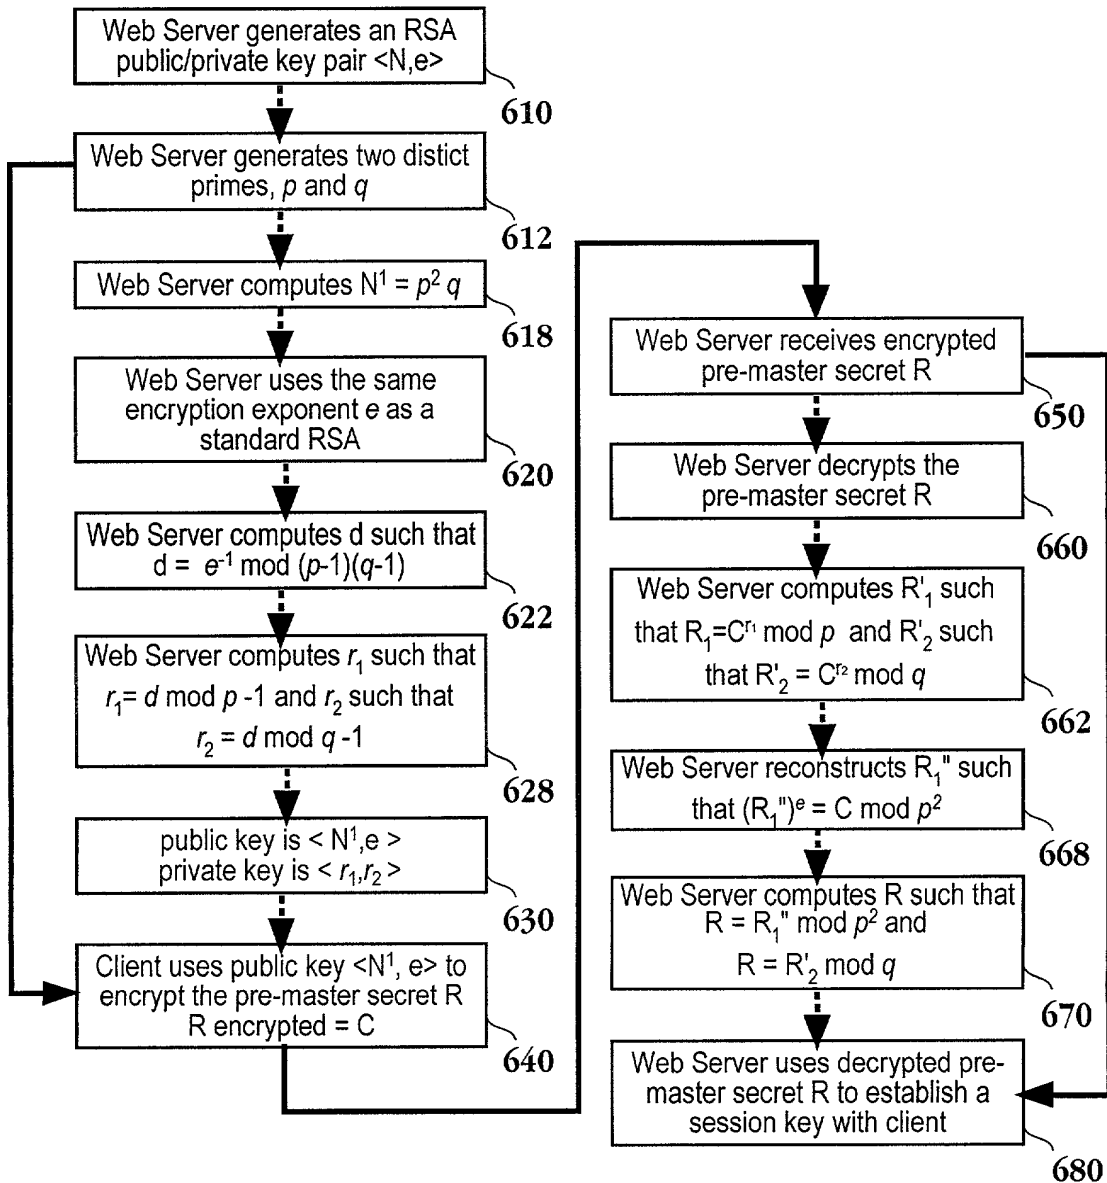 Web Server generates an RSA
public/private key pair <N,e>
610
Web Server generates two distict
primes, p and q
612
Web Server computes N¹ = p² q
618
Web Server uses the same
encryption exponent e as a
standard RSA
620
Web Server computes d such that
d = e⁻¹ mod (p-1)(q-1)
622
Web Server computes r₁ such that
r₁= d mod p -1 and r₂ such that
r₂ = d mod q -1
628
public key is < N¹,e >
private key is < r₁,r₂ >
630
Client uses public key <N¹, e> to
encrypt the pre-master secret R
R encrypted = C
640
Web Server receives encrypted
pre-master secret R
650
Web Server decrypts the
pre-master secret R
660
Web Server computes R'₁ such
that R₁=C^r₁ mod p and R'₂ such
that R'₂ = C^r₂ mod q
662
Web Server reconstructs R₁" such
that (R₁")^e = C mod p²
668
Web Server computes R such that
R = R₁" mod p² and
R = R'₂ mod q
670
Web Server uses decrypted pre-
master secret R to establish a
session key with client
680